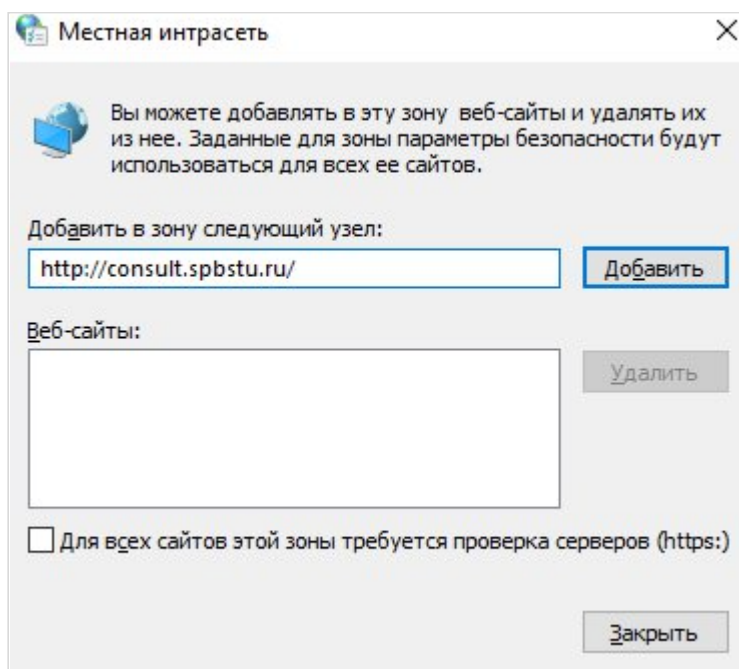 Местная интрасеть
Вы можете добавлять в эту зону веб-сайты и удалять их
из нее. Заданные для зоны параметры безопасности будут
использоваться для всех ее сайтов.
Добавить в зону следующий узел:
http://consult.spbstu.ru/
Добавить
Веб-сайты:
Удалить
Для всех сайтов этой зоны требуется проверка серверов (https:)
Закрыть